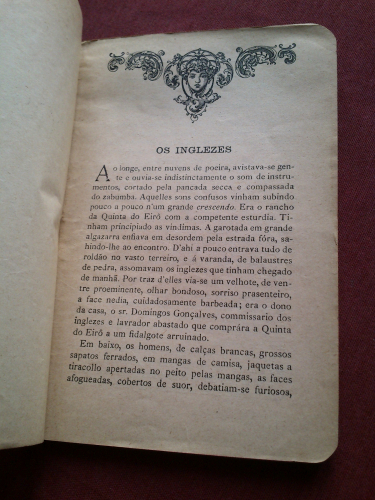 OS INGLEZES
Ao longe, entre nuvens de poeira, avistava-se gen-
te e ouvia-se indistinctamente o som de instru-
mentos, cortado pela pancada secca e compassada
do zabumba. Aquelles sons confusos vinham subindo
pouco a pouco n'um grande crescendo. Era o rancho
da Quinta do Eirô com a competente esturdia. Ti-
nham principiado as vindimas. A garotada em grande
algazarra enfiava em desordem pela estrada fóra, sa-
hindo-lhe ao encontro. D'ahi a pouco entrava tudo de
roldão no vasto terreiro, e á varanda, de balaustres
de pedra, assomavam os inglezes que tinham chegado
de manhã. Por traz d'elles via-se um velhote, de ven-
tre proeminente, olhar bondoso, sorriso prasenteiro,
a face nedia, cuidadosamente barbeada; era o dono
da casa, o sr. Domingos Gonçalves, commissario dos
inglezes e lavrador abastado que comprára a Quinta
do Eirô a um fidalgote arruinado.
Em baixo, os homens, de calças brancas, grossos
sapatos ferrados, em mangas de camisa, jaquetas a
tiracollo apertadas no peito pelas mangas, as faces
afogueadas, cobertos de suor, debatiam-se furiosos,